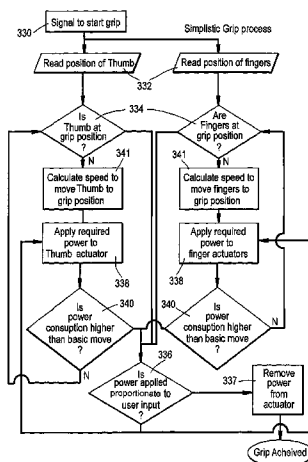 330
Signal to start grip
Simplistic Grip process
Read position of Thumb
332
Read position of fingers
Is
Thumb at
grip position
?
334
Are
Fingers at
grip position
?
N
341
N
341
Calculate speed to
move Thumb to
grip position
Calculate speed to
move fingers to
grip position
Apply required
power to
Thumb actuator
Apply required
power to
finger actuators
338
338
Is
power consuption higher
than basic move
?
340
340
Is
power consuption higher
than basic move
?
N
336
Is
power applied
proportionate to
user input
?
337
Remove
power
from
actuator
Grip Acheived